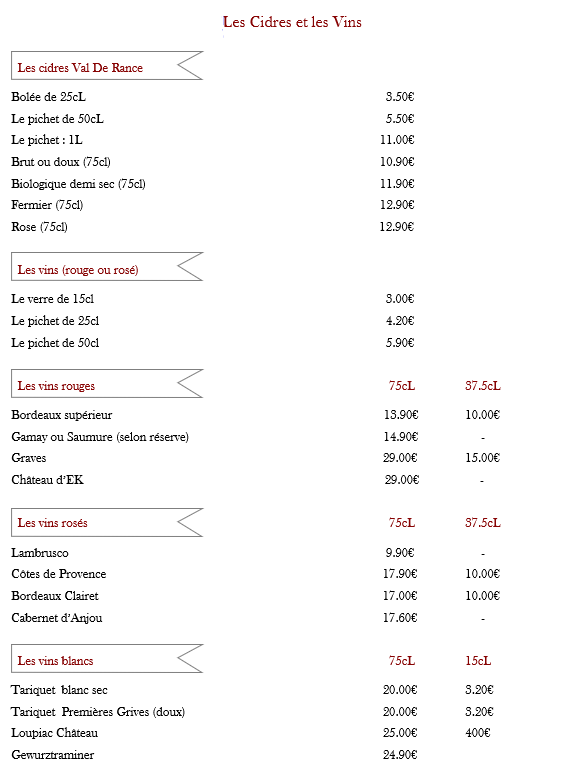 Les Cidres et les Vins
Les cidres Val De Rance
Bolée de 25cL 3.50€
Le pichet de 50cL 5.50€
Le pichet : 1L 11.00€
Brut ou doux (75cl) 10.90€
Biologique demi sec (75cl) 11.90€
Fermier (75cl) 12.90€
Rose (75cl) 12.90€
Les vins (rouge ou rosé)
Le verre de 15cl 3.00€
Le pichet de 25cl 4.20€
Le pichet de 50cl 5.90€
Les vins rouges 75cL 37.5cL
Bordeaux supérieur 13.90€ 10.00€
Gamay ou Saumure (selon réserve) 14.90€ -
Graves 29.00€ 15.00€
Château d'EK 29.00€ -
Les vins rosés 75cL 37.5cL
Lambrusco 9.90€ -
Côtes de Provence 17.90€ 10.00€
Bordeaux Clairet 17.00€ 10.00€
Cabernet d'Anjou 17.60€ -
Les vins blancs 75cL 15cL
Tariquet blanc sec 20.00€ 3.20€
Tariquet Premières Grives (doux) 20.00€ 3.20€
Loupiac Château 25.00€ 400€
Gewurztraminer 24.90€